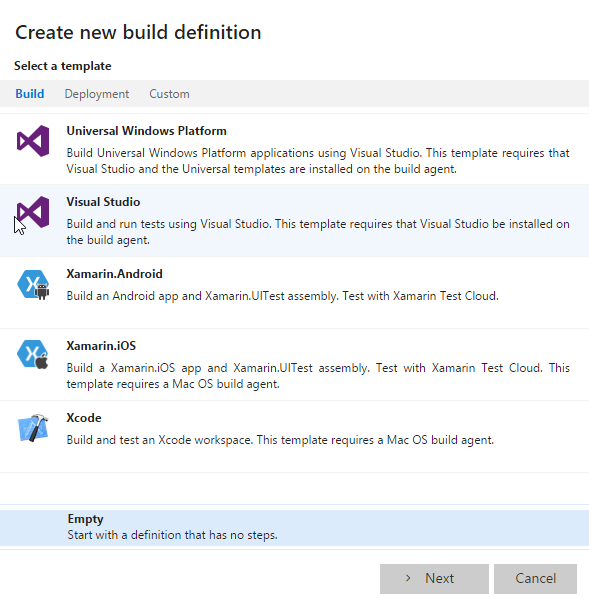 Create new build definition
Select a template
Build Deployment Custom
Universal Windows Platform
Build Universal Windows Platform applications using Visual Studio. This template requires that
Visual Studio and the Universal templates are installed on the build agent.
Visual Studio
Build and run tests using Visual Studio. This template requires that Visual Studio be installed on
the build agent.
Xamarin.Android
Build an Android app and Xamarin.UITest assembly. Test with Xamarin Test Cloud.
Xamarin.iOS
Build a Xamarin.iOS app and Xamarin.UITest assembly. Test with Xamarin Test Cloud. This
template requires a Mac OS build agent.
Xcode
Build and test an Xcode workspace. This template requires a Mac OS build agent.
Empty
Start with a definition that has no steps.
Next Cancel